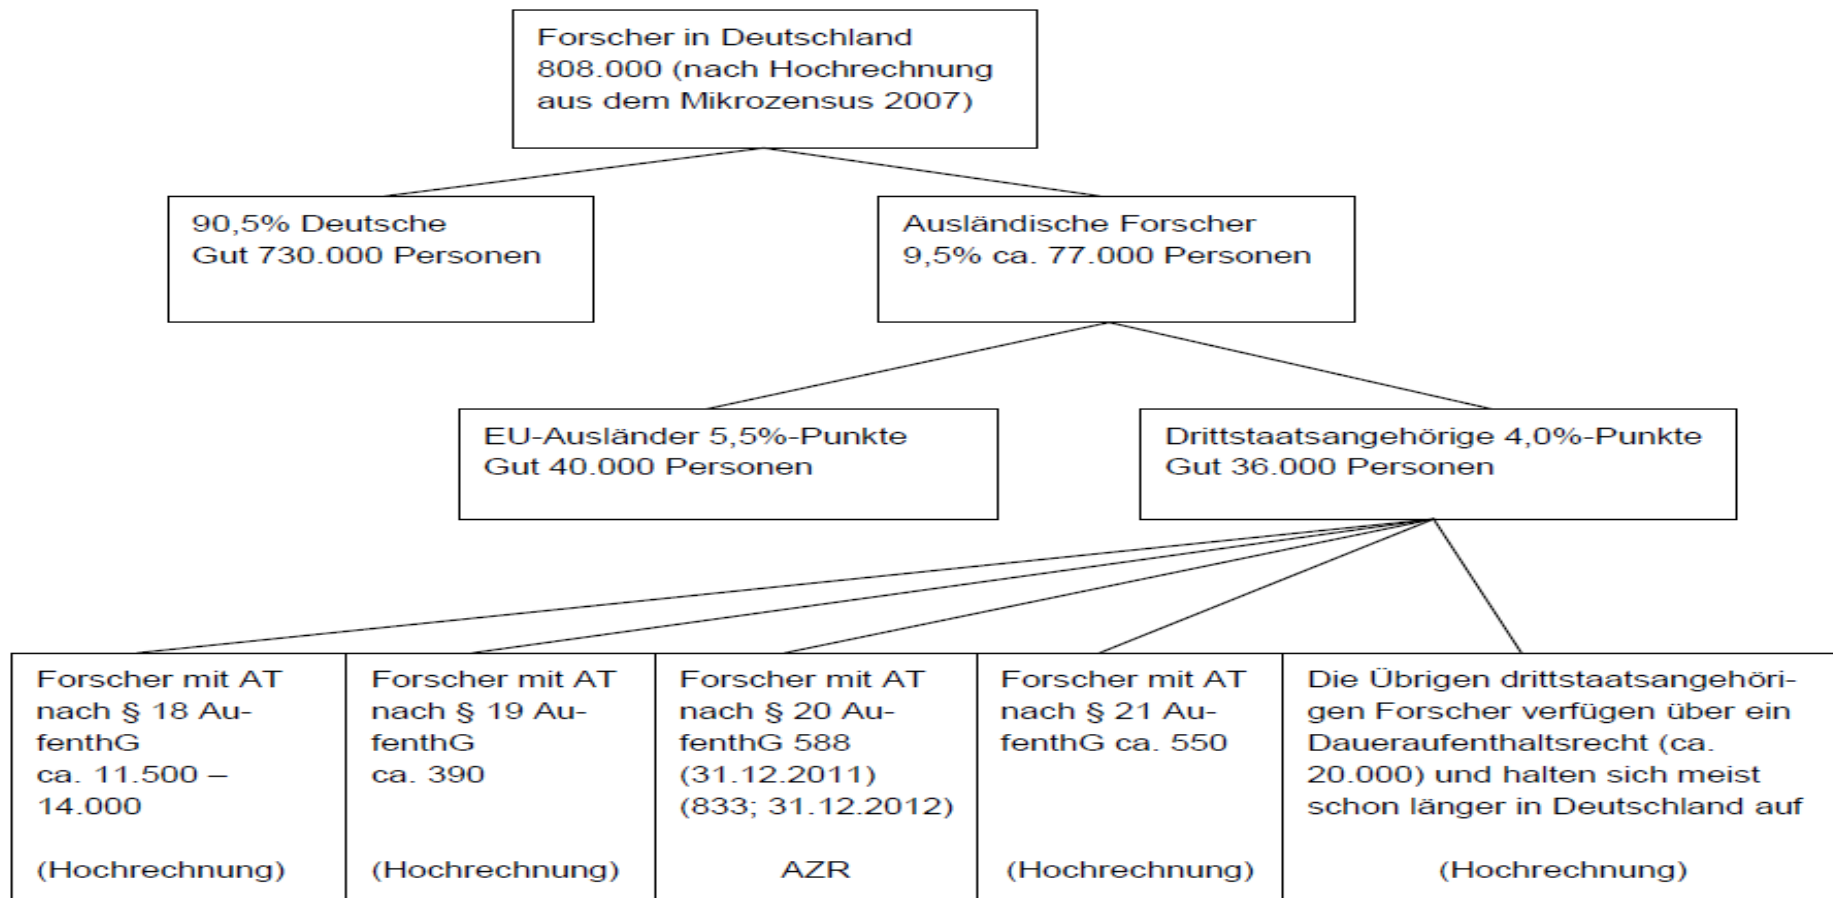 Forscher in Deutschland
808.000 (nach Hochrechnung
aus dem Mikrozensus 2007)
90,5% Deutsche
Gut 730.000 Personen
Ausländische Forscher
9,5% ca. 77.000 Personen
EU-Ausländer 5,5%-Punkte
Gut 40.000 Personen
Drittstaatsangehörige 4,0%-Punkte
Gut 36.000 Personen
Forscher mit AT
nach § 18 Au-
fenthG
ca. 11.500 –
14.000
(Hochrechnung)
Forscher mit AT
nach § 19 Au-
fenthG
ca. 390
(Hochrechnung)
Forscher mit AT
nach § 20 Au-
fenthG 588
(31.12.2011)
(833; 31.12.2012)
AZR
Forscher mit AT
nach § 21 Au-
fenthG ca. 550
(Hochrechnung)
Die Übrigen drittstaatsangehöri-
gen Forscher verfügen über ein
Daueraufenthaltsrecht (ca.
20.000) und halten sich meist
schon länger in Deutschland auf
(Hochrechnung)